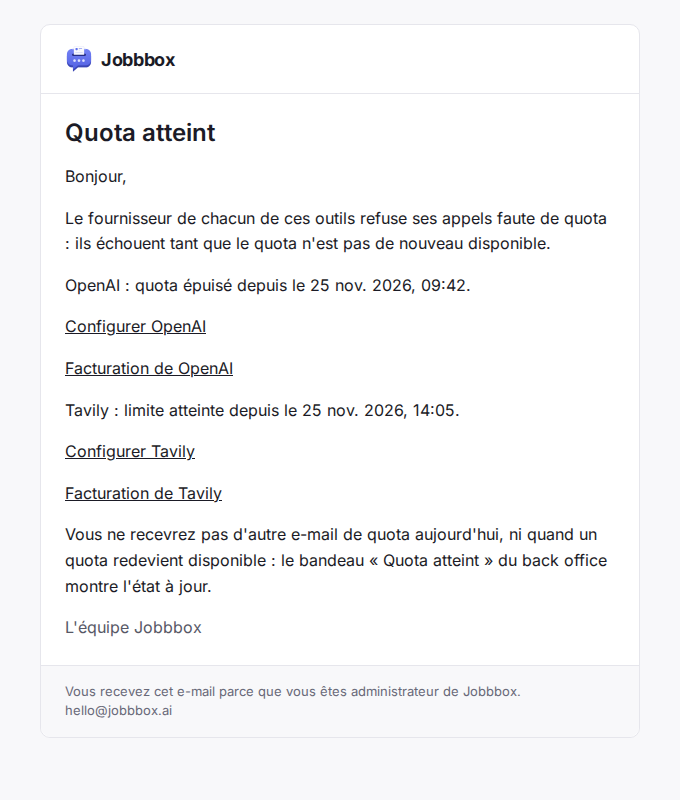 Jobbbox
Quota atteint
Bonjour,
Le fournisseur de chacun de ces outils refuse ses appels faute de quota
: ils échouent tant que le quota n'est pas de nouveau disponible.
OpenAI : quota épuisé depuis le 25 nov. 2026, 09:42.
Configurer OpenAI
Facturation de OpenAI
Tavily : limite atteinte depuis le 25 nov. 2026, 14:05.
Configurer Tavily
Facturation de Tavily
Vous ne recevrez pas d'autre e-mail de quota aujourd'hui, ni quand un
quota redevient disponible : le bandeau « Quota atteint » du back office
montre l'état à jour.
L'équipe Jobbbox
Vous recevez cet e-mail parce que vous êtes administrateur de Jobbbox.
hello@jobbbox.ai